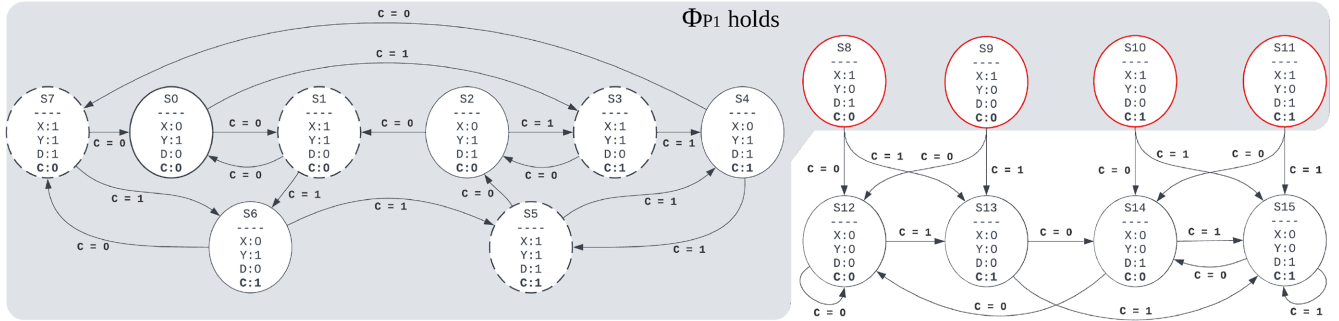 C = 0
ΦP1 holds
C = 1
S8
----
X:1
Y:0
D:1
C:0
S9
----
X:1
Y:0
D:0
C:0
S10
----
X:1
Y:0
D:0
C:1
S11
----
X:1
Y:0
D:1
C:1
S7
----
X:1
Y:1
D:0
C:0
C = 0
S0
----
X:0
Y:1
D:0
C:0
C = 0
C = 0
S1
----
X:1
Y:1
D:0
C:0
C = 0
S2
----
X:0
Y:1
D:1
C:0
C = 1
C = 0
S3
----
X:1
Y:1
D:0
C:1
C = 1
S4
----
X:0
Y:1
D:1
C:1
C = 1
C = 1
C = 0
C = 1
C = 0
C = 0
C = 1
C = 0
C = 1
C = 0
C = 1
C = 0
C = 1
C = 1
C = 1
S6
----
X:0
Y:1
D:0
C:1
S5
----
X:1
Y:1
D:1
C:1
C = 0
C = 1
S12
----
X:0
Y:0
D:0
C:0
C = 1
S13
----
X:0
Y:0
D:0
C:1
C = 0
S14
----
X:0
Y:0
D:1
C:0
C = 1
C = 0
S15
----
X:0
Y:0
D:1
C:1
C = 0
C = 0
C = 1
C = 1